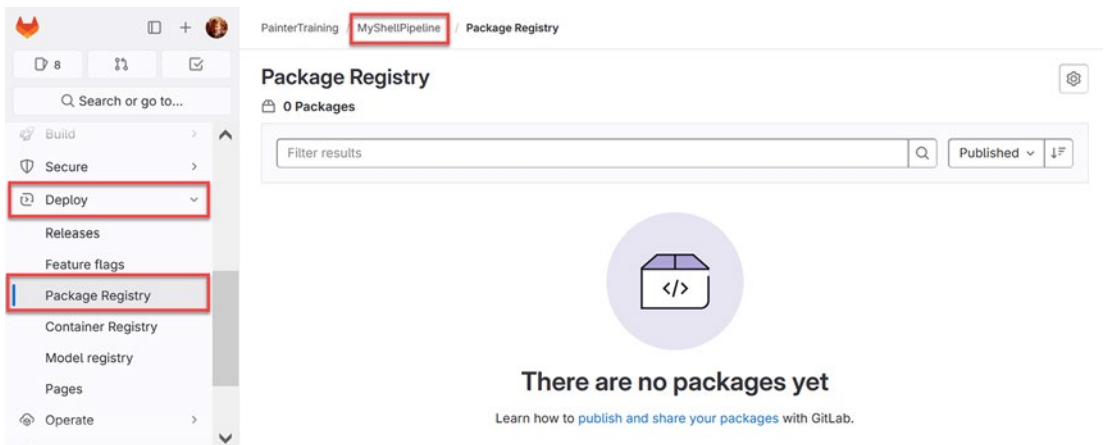 PainterTraining / MyShellPipeline / Package Registry
8
Search or go to...
Build
Secure
Deploy
Releases
Feature flags
Package Registry
Container Registry
Model registry
Pages
Operate
Package Registry
0 Packages
Filter results
Published
</>
There are no packages yet
Learn how to publish and share your packages with GitLab.